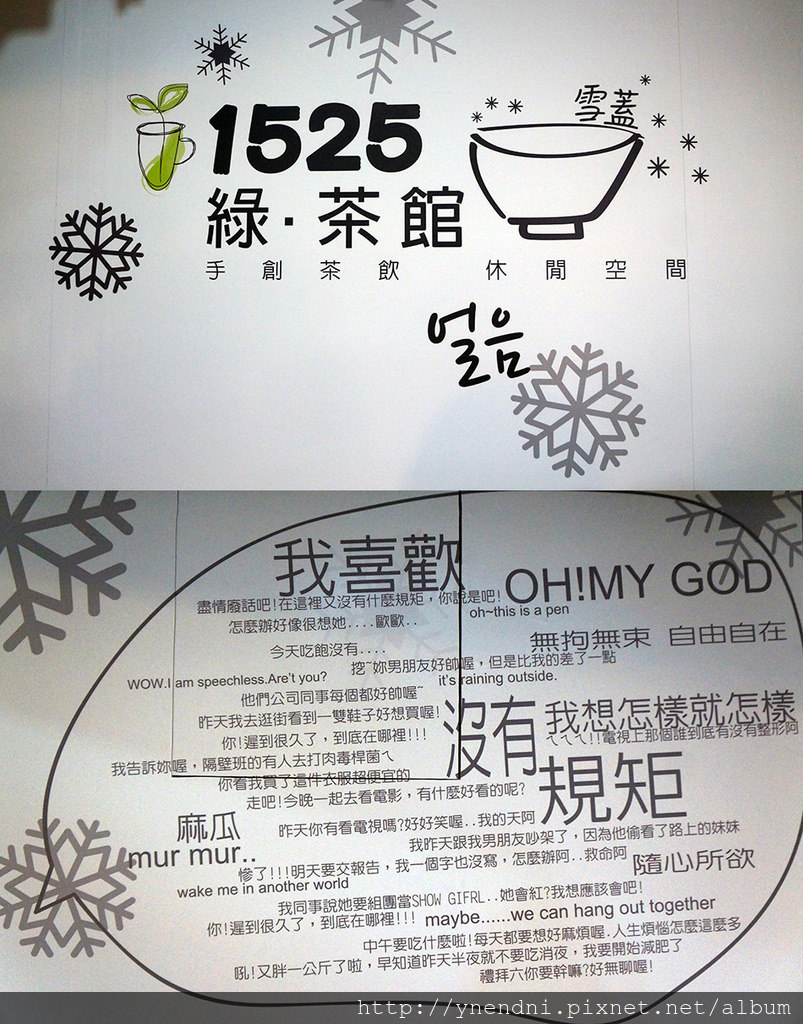 1525
雪蓋
綠·茶館
手創茶飲 休閒空間
얼음
我喜歡
OH!MY GOD
盡情廢話吧!在這裡又沒有什麼規矩，你說是吧!
oh~this is a pen
怎麼辦好像很想她....歐歐..
無拘無束 自由自在
今天吃飽沒有....
挖~妳男朋友好帥喔，但是比我的差了一點
WOW.I am speechless.Are't you?
it's raining outside.
他們公司同事每個都好帥喔~
昨天我去逛街看到一雙鞋子好想買喔!
沒有
我想怎樣就怎樣
ㄟㄟㄟ!!電視上那個誰到底有沒有整形阿
你!遲到很久了，到底在哪裡!!!
我告訴妳喔，隔壁班的有人去打肉毒桿菌ㄟ
你看我買了這件衣服超便宜的
走吧!今晚一起去看電影，有什麼好看的呢?
規矩
麻瓜
昨天你有看電視嗎?好好笑喔..我的天阿
我昨天跟我男朋友吵架了，因為他偷看了路上的妹妹
mur mur..
慘了!!!明天要交報告，我一個字也沒寫，怎麼辦阿..救命阿
隨心所欲
wake me in another world
我同事說她要組團當SHOW GIFRL..她會紅?我想應該會吧!
你!遲到很久了，到底在哪裡!!!
maybe......we can hang out together
中午要吃什麼啦!每天都要想好麻煩喔.人生煩惱怎麼這麼多
吼!又胖一公斤了啦，早知道昨天半夜就不要吃消夜，我要開始減肥了
禮拜六你要幹嘛?好無聊喔!
http://ynendni.pixnet.net/album